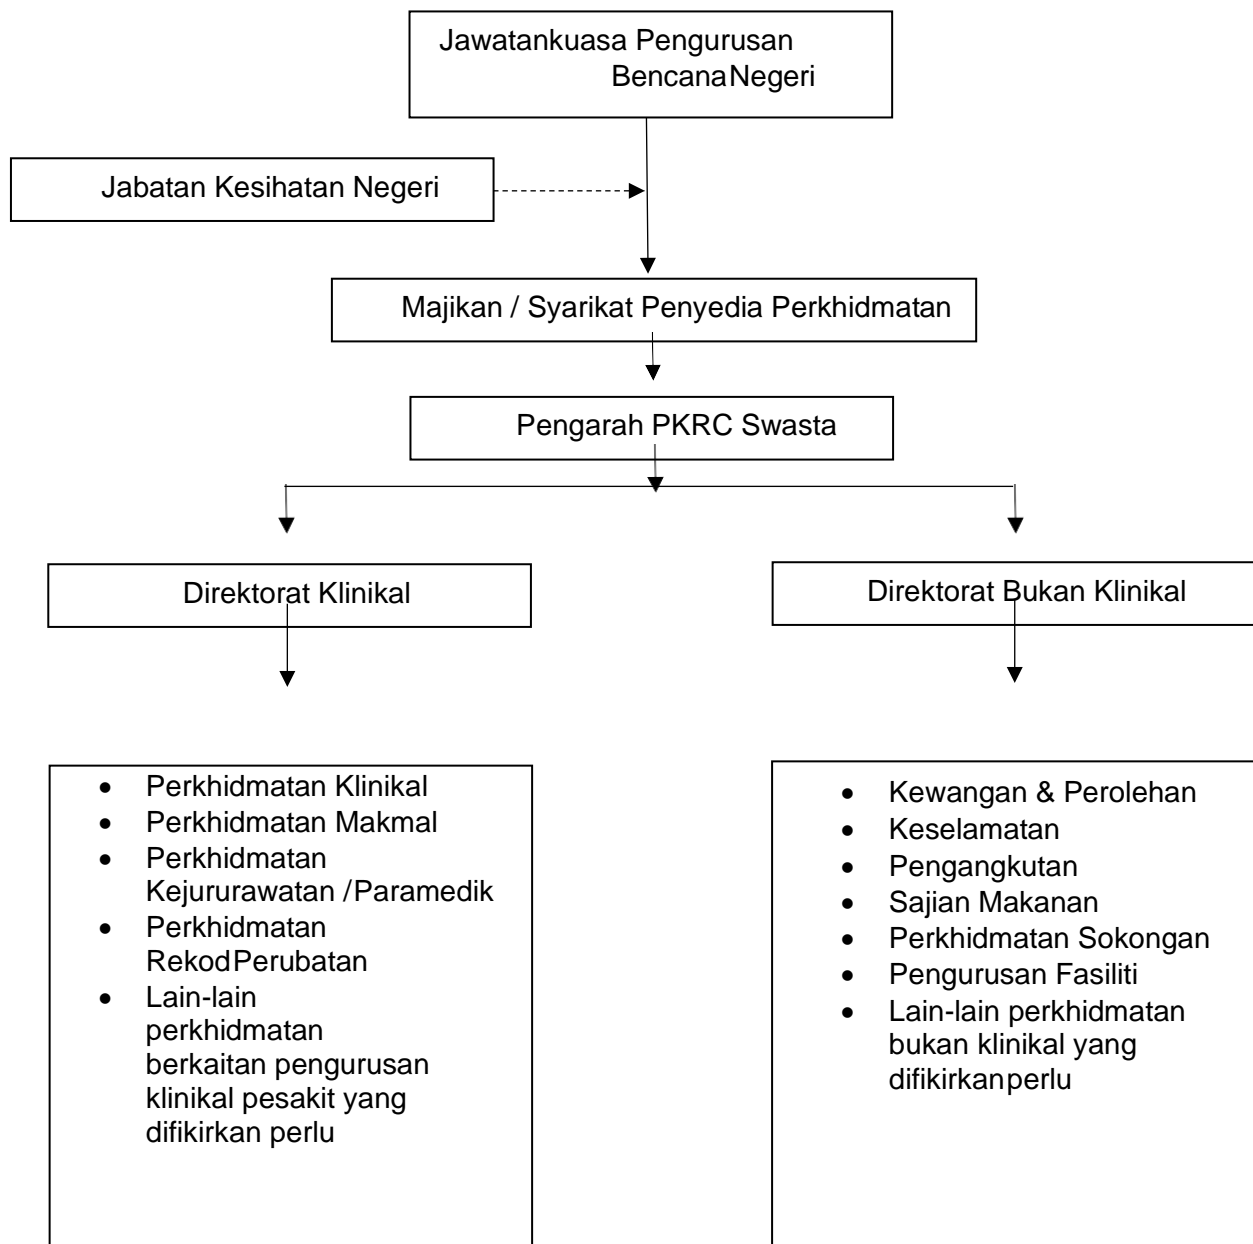 Jawatankuasa Pengurusan
BencanaNegeri
Jabatan Kesihatan Negeri
Majikan / Syarikat Penyedia Perkhidmatan
Pengarah PKRC Swasta
Direktorat Klinikal
Direktorat Bukan Klinikal
• Perkhidmatan Klinikal
• Perkhidmatan Makmal
• Perkhidmatan
Kejururawatan /Paramedik
• Perkhidmatan
RekodPerubatan
• Lain-lain
perkhidmatan
berkaitan pengurusan
klinikal pesakit yang
difikirkan perlu
• Kewangan & Perolehan
• Keselamatan
• Pengangkutan
• Sajian Makanan
• Perkhidmatan Sokongan
• Pengurusan Fasiliti
• Lain-lain perkhidmatan
bukan klinikal yang
difikirkanperlu